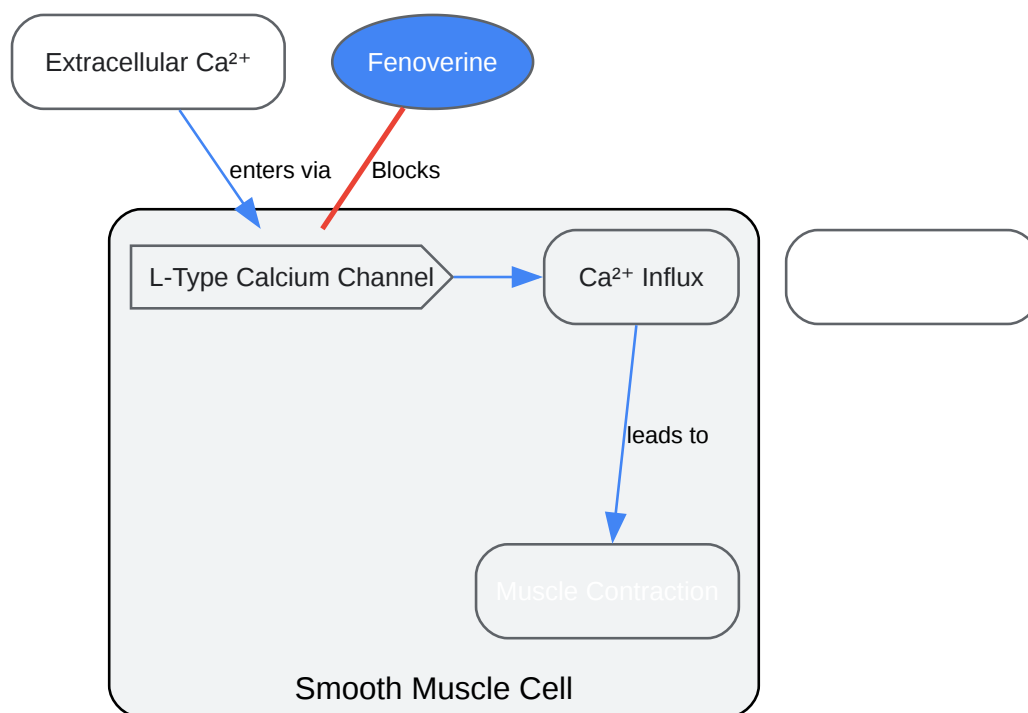 Extracellular Ca²⁺
Fenoverine
enters via
Blocks
L-Type Calcium Channel
Ca²⁺ Influx
leads to
Muscle Contraction
Smooth Muscle Cell